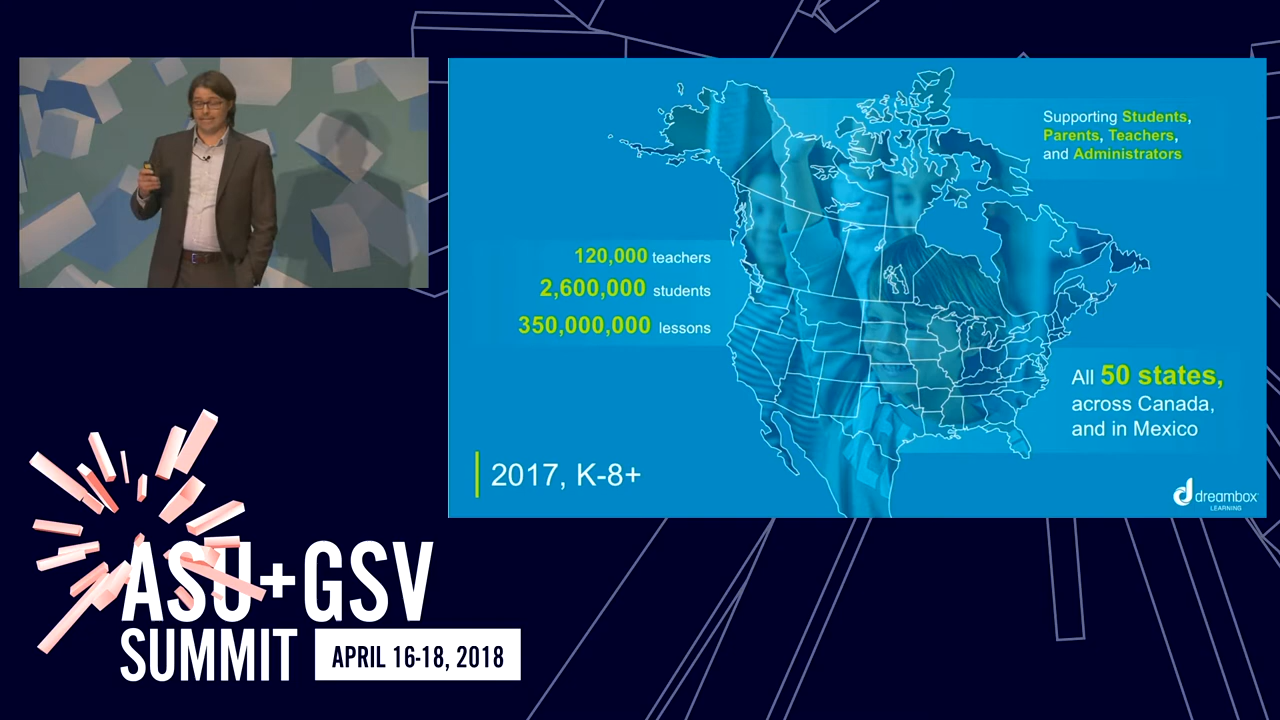 Supporting Students,
Parents, Teachers,
and Administrators
120,000 teachers
2,600,000 students
350,000,000 lessons
All 50 states,
across Canada,
and in Mexico
2017, K-8+
dreambox
LEARNING
ASU+GSV
SUMMIT
APRIL 16-18, 2018